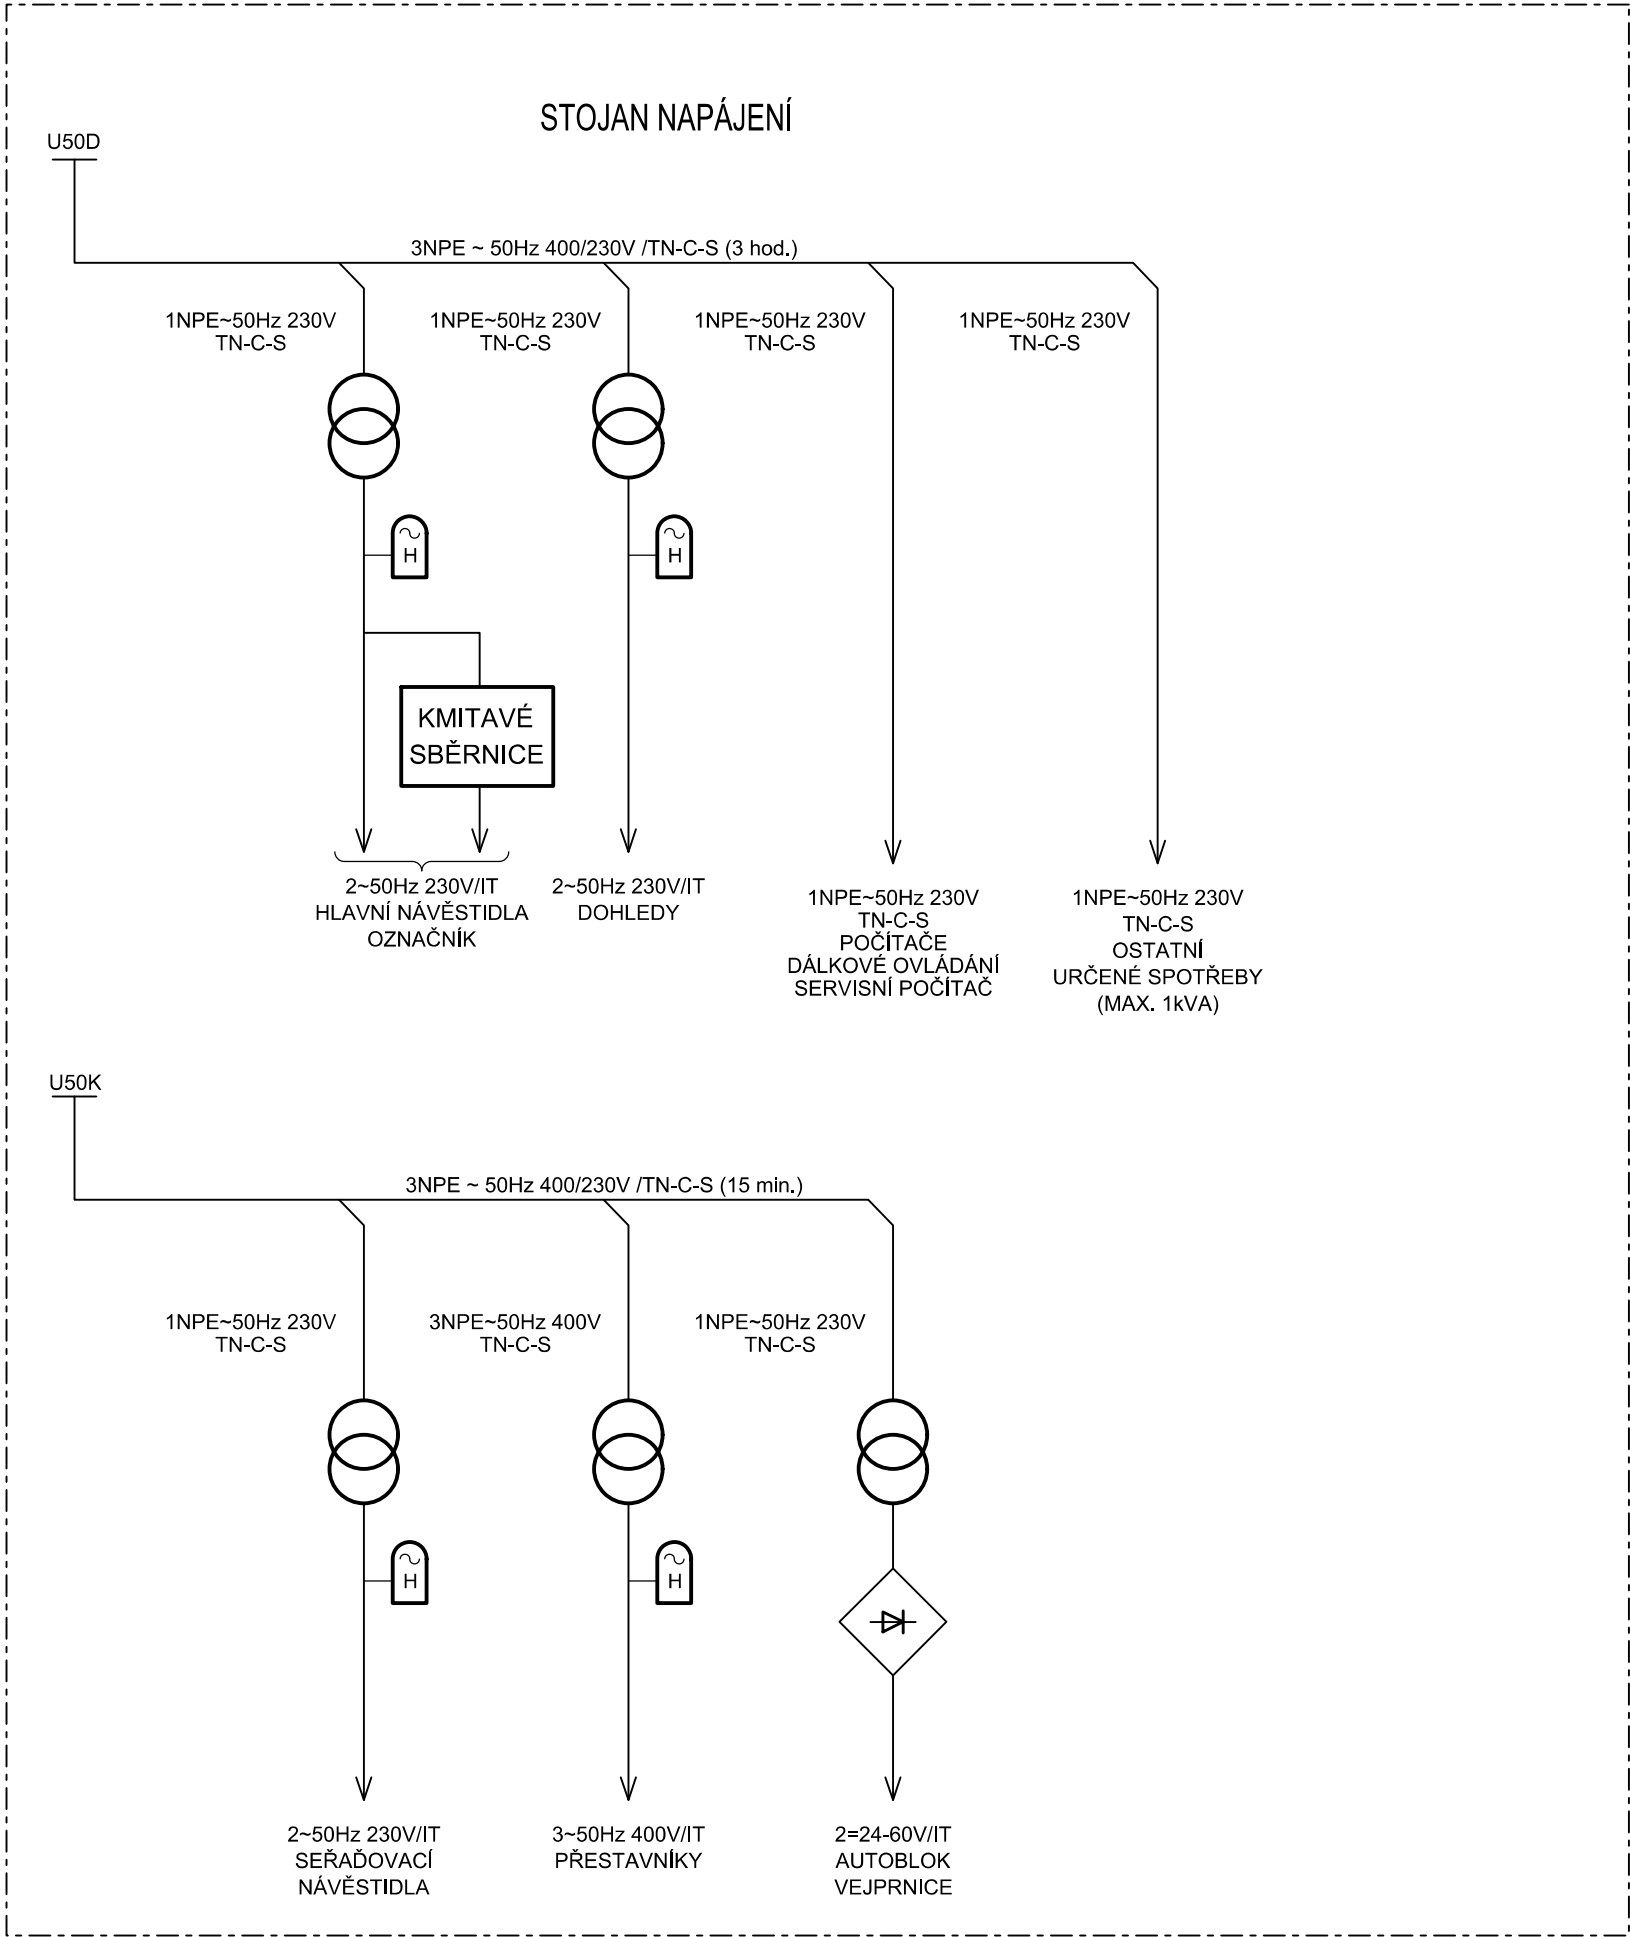 STOJAN NAPÁJENÍ
U50D
3NPE ~ 50Hz 400/230V /TN-C-S (3 hod.)
1NPE~50Hz 230V
TN-C-S
1NPE~50Hz 230V
TN-C-S
1NPE~50Hz 230V
TN-C-S
1NPE~50Hz 230V
TN-C-S
H
H
KMITAVÉ
SBĚRNICE
2~50Hz 230V/IT
HLAVNÍ NÁVĚSTIDLA
OZNAČNÍK
2~50Hz 230V/IT
DOHLEDY
1NPE~50Hz 230V
TN-C-S
POČÍTAČE
DÁLKOVÉ OVLÁDÁNÍ
SERVISNÍ POČÍTAČ
1NPE~50Hz 230V
TN-C-S
OSTATNÍ
URČENÉ SPOTŘEBY
(MAX. 1kVA)
U50K
3NPE ~ 50Hz 400/230V /TN-C-S (15 min.)
1NPE~50Hz 230V
TN-C-S
3NPE~50Hz 400V
TN-C-S
1NPE~50Hz 230V
TN-C-S
H
H
2~50Hz 230V/IT
SEŘAĎOVACÍ
NÁVĚSTIDLA
3~50Hz 400V/IT
PŘESTAVNÍKY
2=24-60V/IT
AUTOBLOK
VEJPRNICE